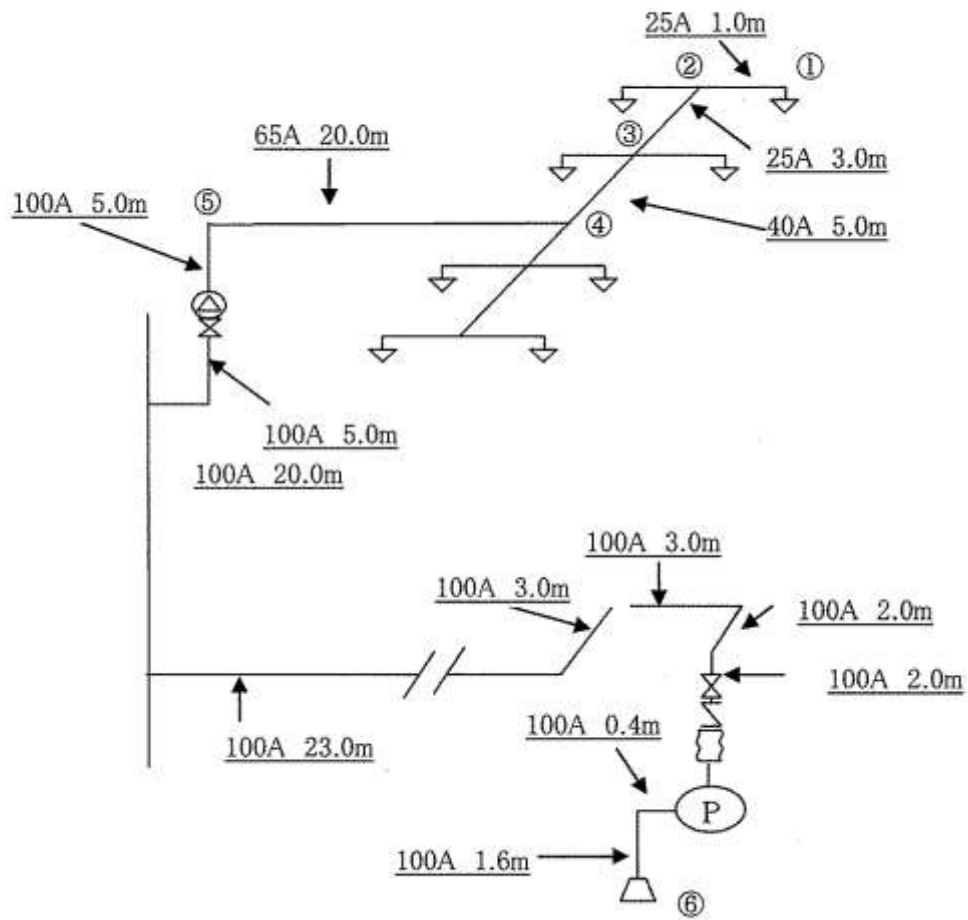 25A 1.0m
② ①
65A 20.0m
③
25A 3.0m
100A 5.0m
⑤
④
40A 5.0m
100A 5.0m
100A 20.0m
100A 3.0m
100A 3.0m
100A 2.0m
100A 2.0m
100A 0.4m
100A 23.0m
P
100A 1.6m
⑥